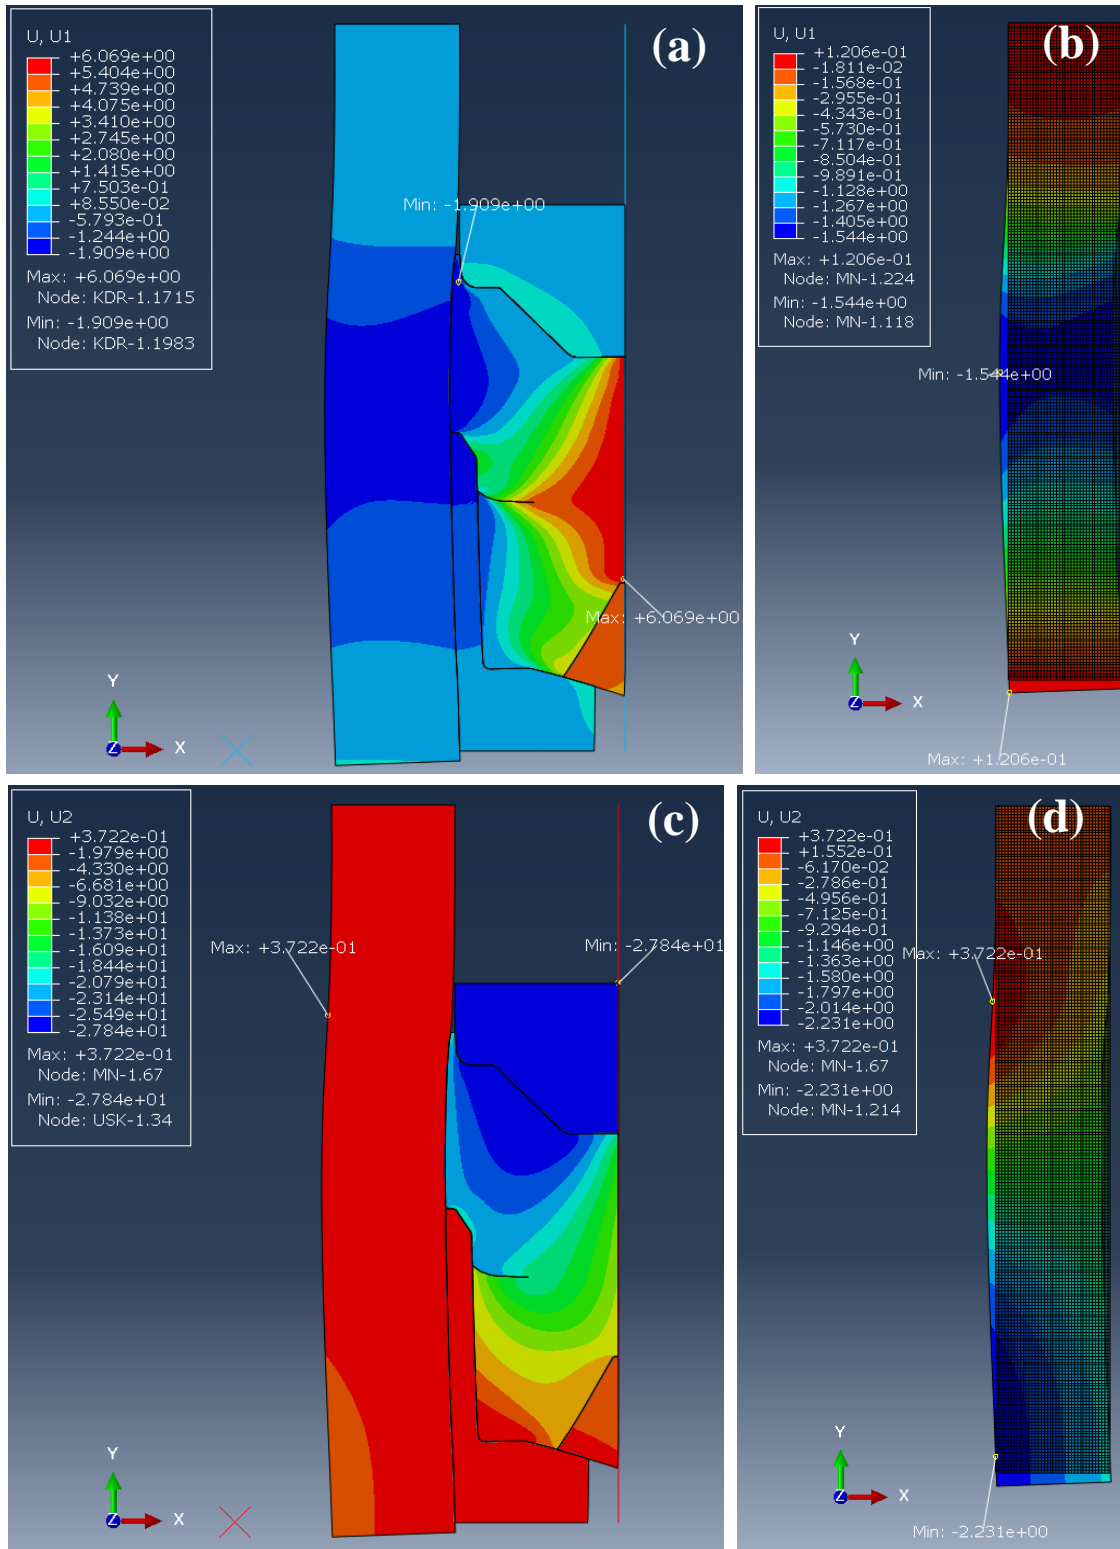 (a)
U, U1
+6.069e+00
+5.404e+00
+4.739e+00
+4.075e+00
+3.410e+00
+2.745e+00
+2.080e+00
+1.415e+00
+7.503e-01
+8.550e-02
-5.793e-01
-1.244e+00
-1.909e+00
Max: +6.069e+00
Node: KDR-1.1715
Min: -1.909e+00
Node: KDR-1.1983
Min: -1.909e+00
Max: +6.069e+00
Y
Z
X
(b)
U, U1
+1.206e-01
-1.811e-02
-1.568e-01
-2.955e-01
-4.343e-01
-5.730e-01
-7.117e-01
-8.504e-01
-9.891e-01
-1.128e+00
-1.267e+00
-1.405e+00
-1.544e+00
Max: +1.206e-01
Node: MN-1.224
Min: -1.544e+00
Node: MN-1.118
Min: -1.544e+00
Y
Z
X
Max: +1.206e-01
(c)
U, U2
+3.722e-01
-1.979e+00
-4.330e+00
-6.681e+00
-9.032e+00
-1.138e+01
-1.373e+01
-1.609e+01
-1.844e+01
-2.079e+01
-2.314e+01
-2.549e+01
-2.784e+01
Max: +3.722e-01
Node: MN-1.67
Min: -2.784e+01
Node: USK-1.34
Max: +3.722e-01
Min: -2.784e+01
Y
Z
X
(d)
U, U2
+3.722e-01
+1.552e-01
-6.170e-02
-2.786e-01
-4.956e-01
-7.125e-01
-9.294e-01
-1.146e+00
-1.363e+00
-1.580e+00
-1.797e+00
-2.014e+00
-2.231e+00
Max: +3.722e-01
Node: MN-1.67
Min: -2.231e+00
Node: MN-1.214
Max: +3.722e-01
Y
Z
X
Min: -2.231e+00